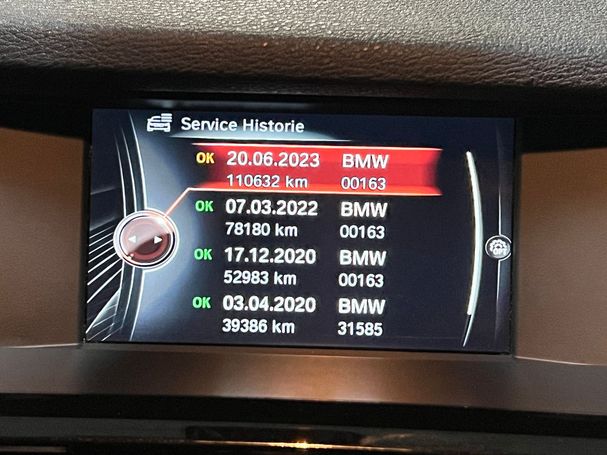 Service Historie
OK 20.06.2023 BMW
110632 km 00163
OK 07.03.2022 BMW
78180 km 00163
OK 17.12.2020 BMW
52983 km 00163
OK 03.04.2020 BMW
39386 km 31585